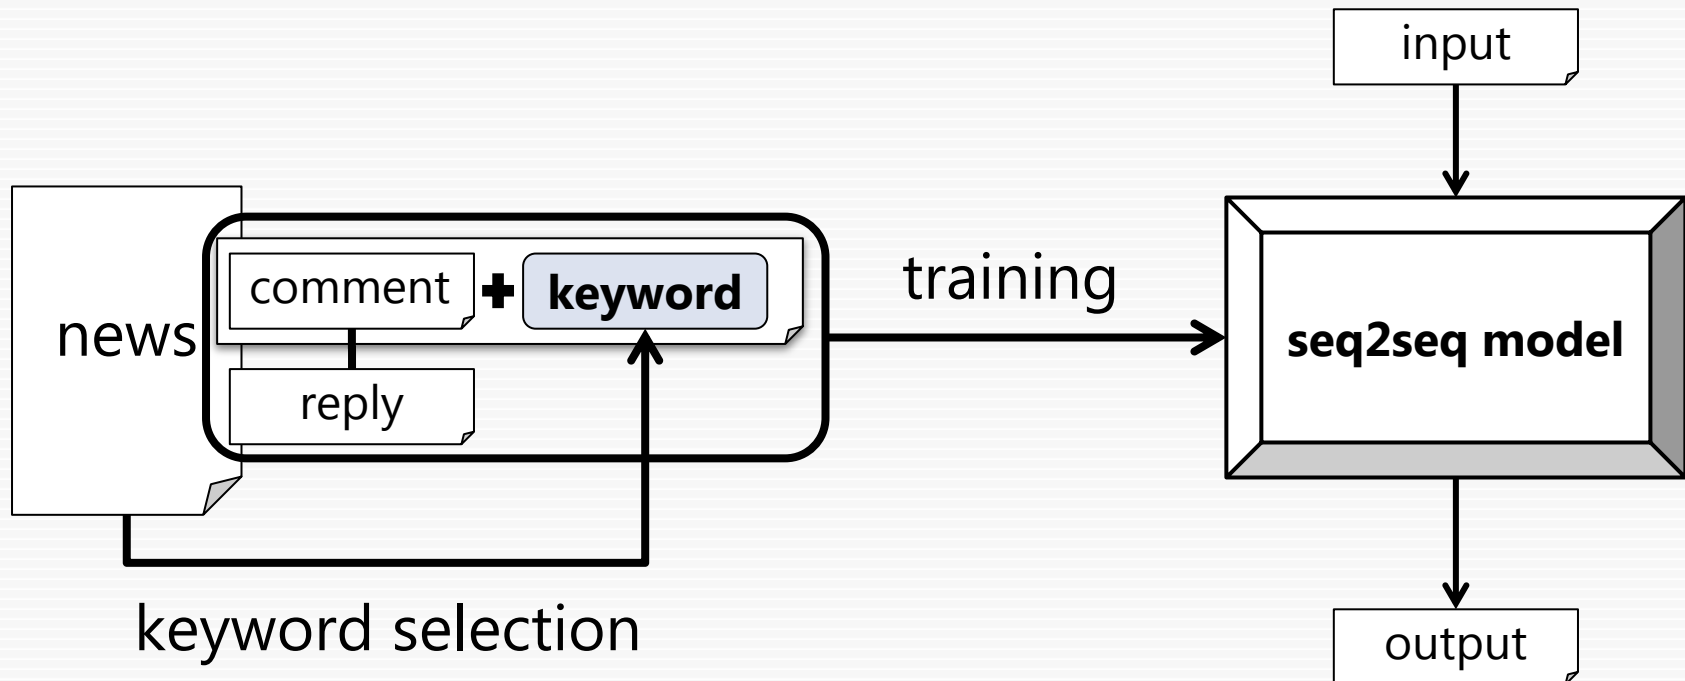 input
news
comment + keyword
reply
training
seq2seq model
keyword selection
output